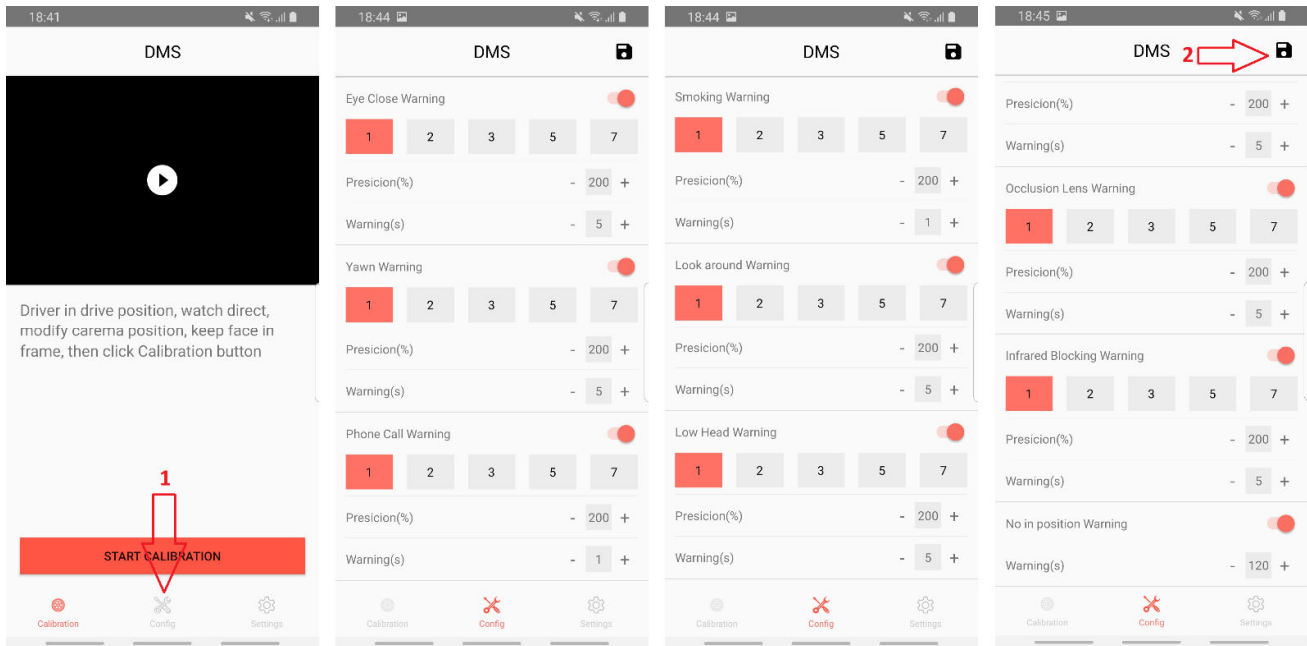 18:41
DMS
Driver in drive position, watch direct,
modify carema position, keep face in
frame, then click Calibration button
1
START CALIBRATION
Calibration Config Settings
18:44
DMS
Eye Close Warning
1 2 3 5 7
Presicion(%) - 200 +
Warning(s) - 5 +
Yawn Warning
1 2 3 5 7
Presicion(%) - 200 +
Warning(s) - 5 +
Phone Call Warning
1 2 3 5 7
Presicion(%) - 200 +
Warning(s) - 1 +
Calibration Config Settings
18:44
DMS
Smoking Warning
1 2 3 5 7
Presicion(%) - 200 +
Warning(s) - 1 +
Look around Warning
1 2 3 5 7
Presicion(%) - 200 +
Warning(s) - 5 +
Low Head Warning
1 2 3 5 7
Presicion(%) - 200 +
Warning(s) - 5 +
Calibration Config Settings
18:45
DMS 2
Presicion(%) - 200 +
Warning(s) - 5 +
Occlusion Lens Warning
1 2 3 5 7
Presicion(%) - 200 +
Warning(s) - 5 +
Infrared Blocking Warning
1 2 3 5 7
Presicion(%) - 200 +
Warning(s) - 5 +
No in position Warning
Warning(s) - 120 +
Calibration Config Settings